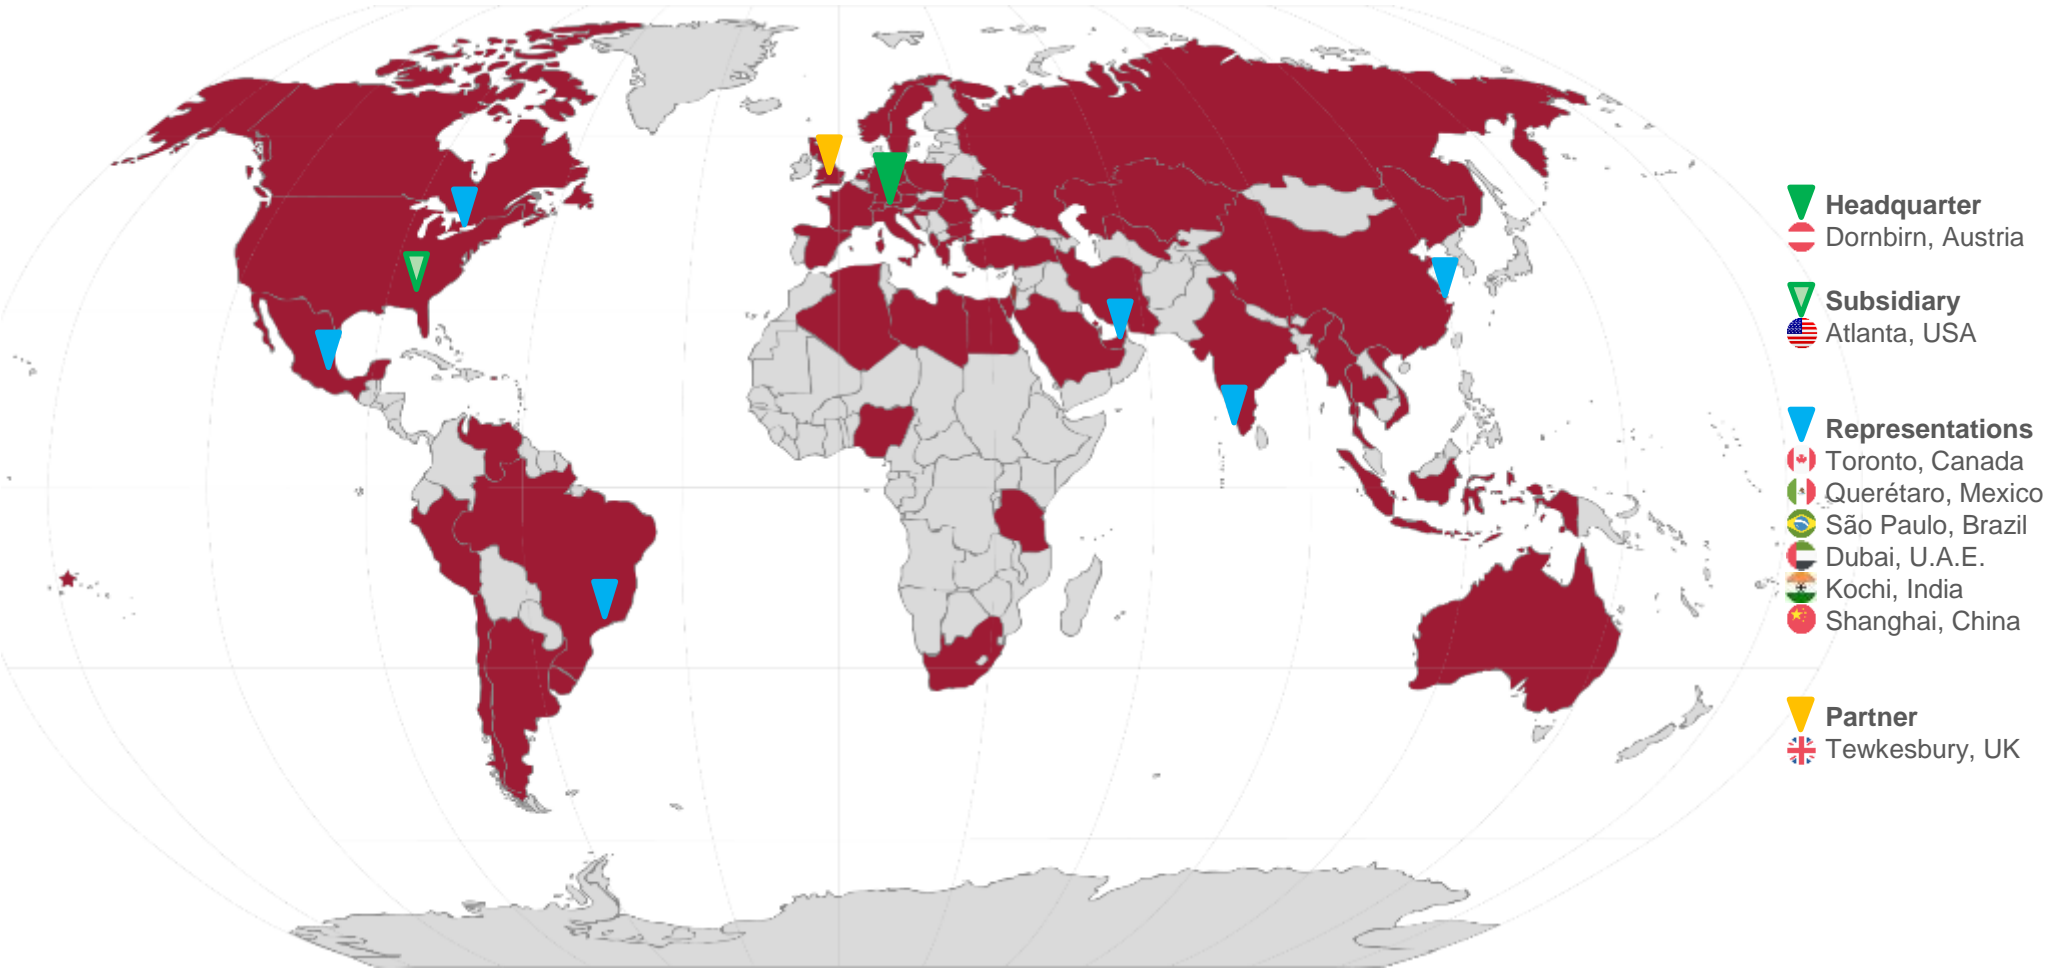 Headquarter
Dornbirn, Austria
Subsidiary
Atlanta, USA
Representations
Toronto, Canada
Querétaro, Mexico
São Paulo, Brazil
Dubai, U.A.E.
Kochi, India
Shanghai, China
Partner
Tewkesbury, UK